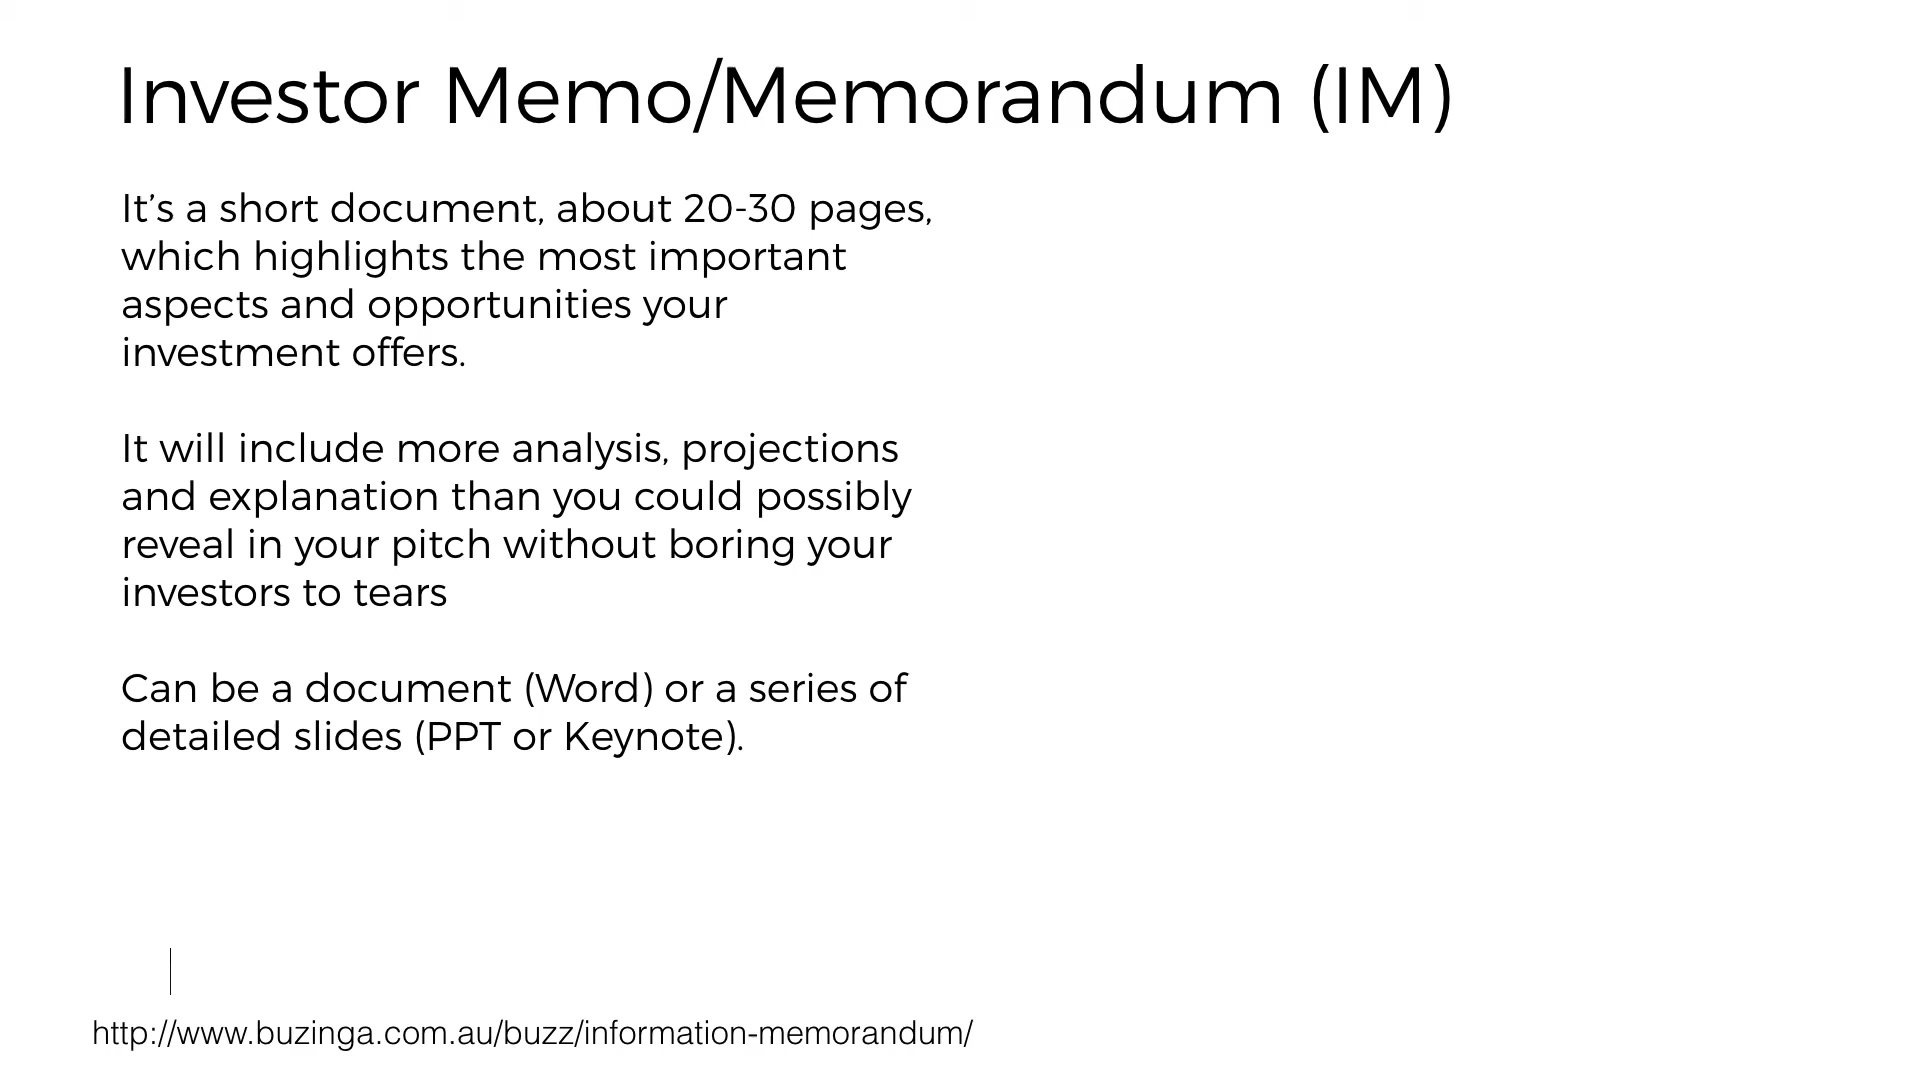 Investor Memo/Memorandum (IM)
It’s a short document, about 20-30 pages,
which highlights the most important
aspects and opportunities your
investment offers.
It will include more analysis, projections
and explanation than you could possibly
reveal in your pitch without boring your
investors to tears
Can be a document (Word) or a series of
detailed slides (PPT or Keynote).
http://www.buzinga.com.au/buzz/information-memorandum/